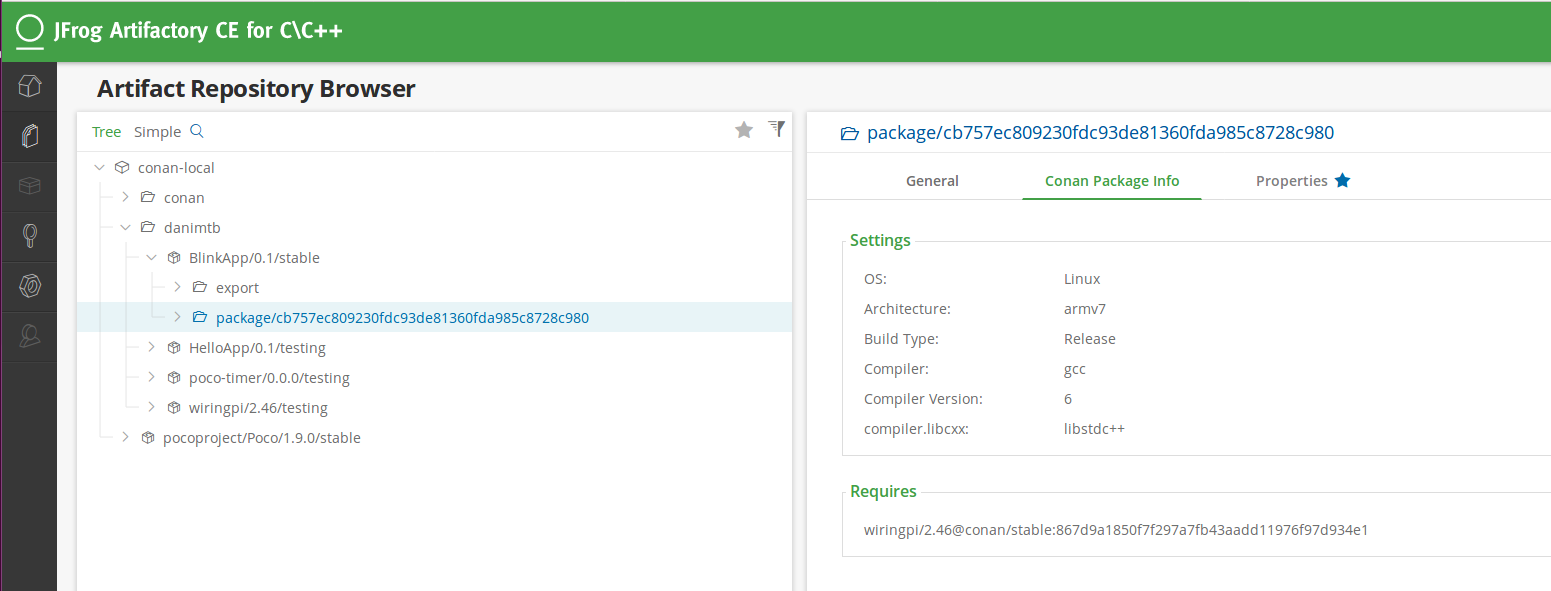 JFrog Artifactory CE for C\C++
Artifact Repository Browser
Tree Simple
conan-local
conan
danimtb
BlinkApp/0.1/stable
export
package/cb757ec809230fdc93de81360fda985c8728c980
HelloApp/0.1/testing
poco-timer/0.0.0/testing
wiringpi/2.46/testing
pocoproject/Poco/1.9.0/stable
package/cb757ec809230fdc93de81360fda985c8728c980
General Conan Package Info Properties
Settings
OS: Linux
Architecture: armv7
Build Type: Release
Compiler: gcc
Compiler Version: 6
compiler.libcxx: libstdc++
Requires
wiringpi/2.46@conan/stable:867d9a1850f7f297a7fb43aadd11976f97d934e1